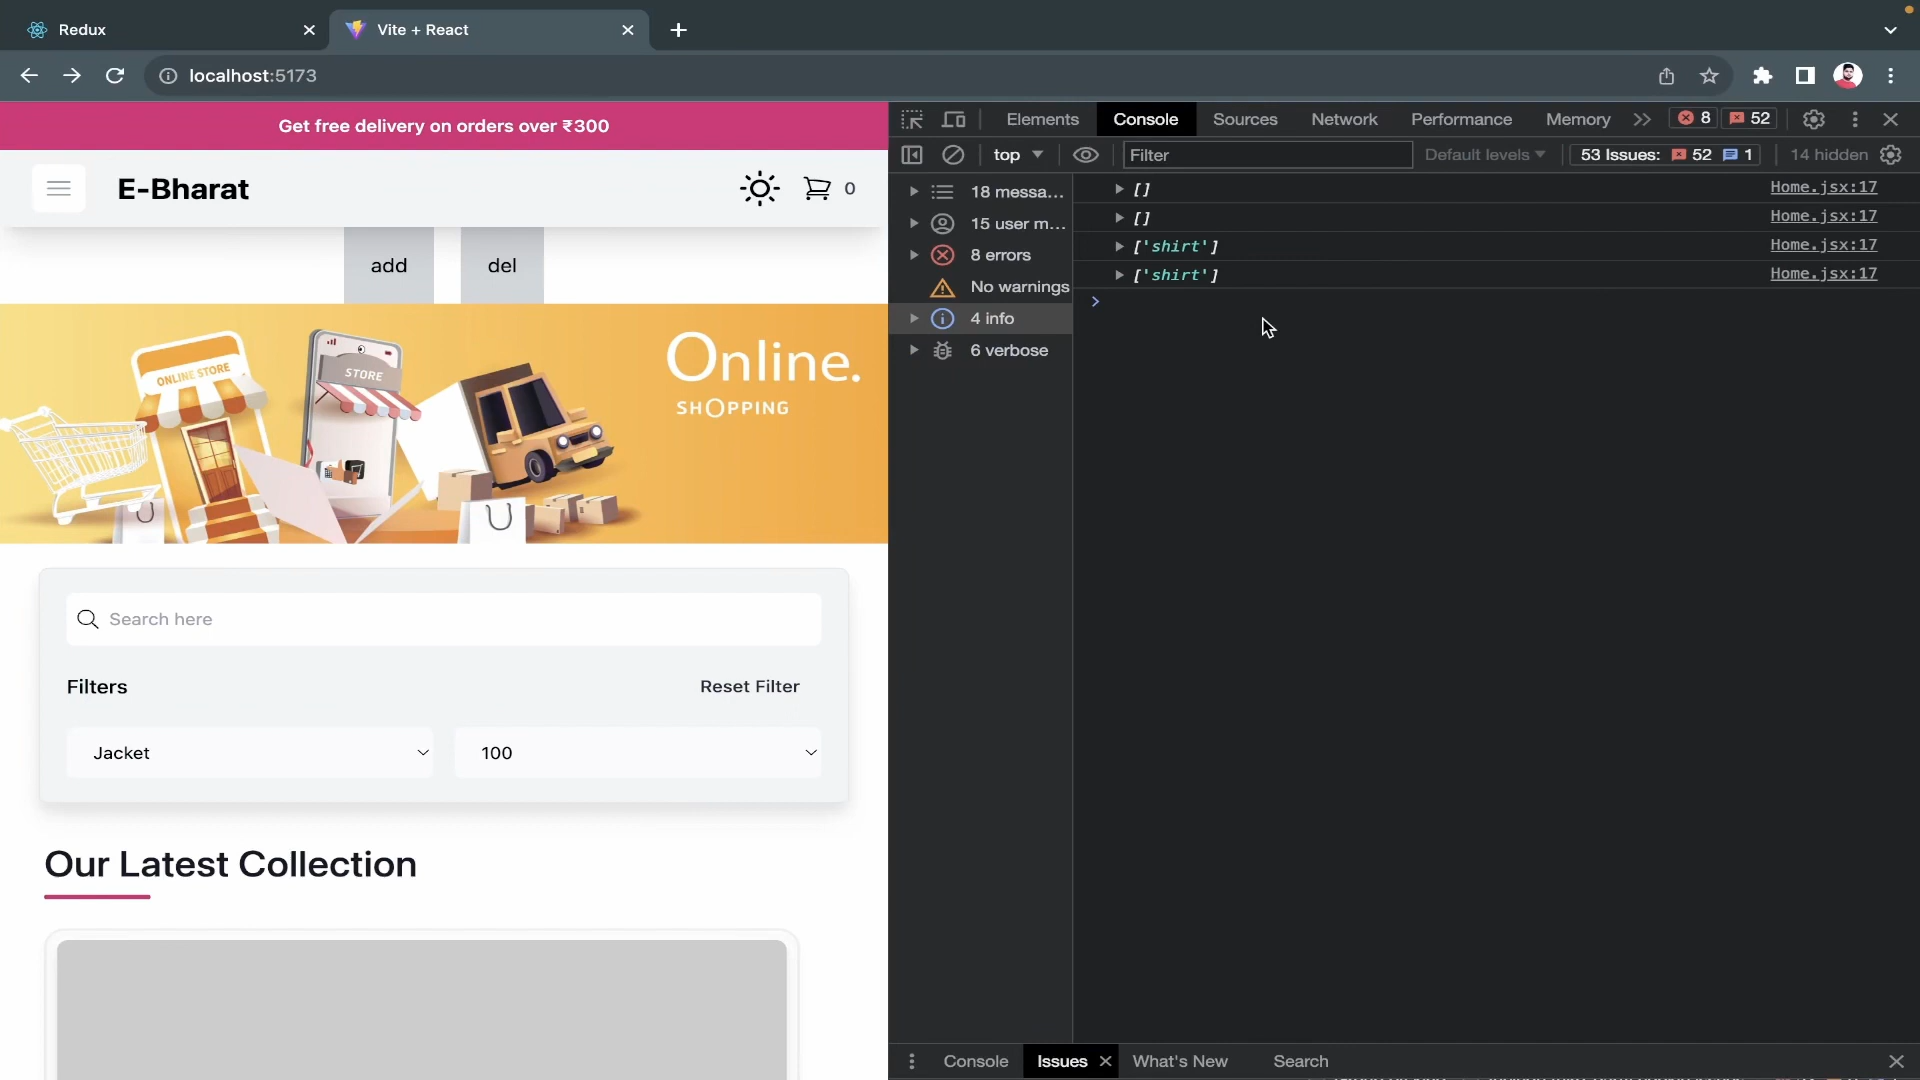 Redux
Vite + React
localhost:5173
Get free delivery on orders over ₹300
E-Bharat
0
add
del
ONLINE STORE
STORE
Online.
SHOPPING
Search here
Filters
Reset Filter
Jacket
100
Our Latest Collection
Elements
Console
Sources
Network
Performance
Memory
8
52
top
Filter
Default levels
53 Issues:
52
1
14 hidden
18 messa...
15 user m...
8 errors
No warnings
4 info
6 verbose
[]
Home.jsx:17
[]
Home.jsx:17
['shirt']
Home.jsx:17
['shirt']
Home.jsx:17
Console
Issues
What's New
Search